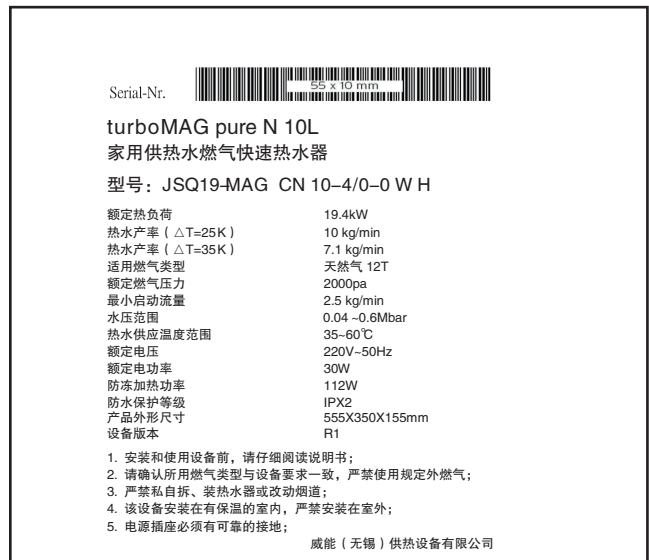 Serial-Nr. 55 x 10 mm
turboMAG pure N 10L
家用供热水燃气快速热水器
型号：JSQ19-MAG CN 10-4/0-0 W H
额定热负荷 19.4kW
热水产率（△T=25K） 10 kg/min
热水产率（△T=35K） 7.1 kg/min
适用燃气类型 天然气 12T
额定燃气压力 2000pa
最小启动流量 2.5 kg/min
水压范围 0.04 ~0.6Mbar
热水供应温度范围 35~60℃
额定电压 220V~50Hz
额定电功率 30W
防冻加热功率 112W
防水保护等级 IPX2
产品外形尺寸 555X350X155mm
设备版本 R1
1. 安装和使用设备前，请仔细阅读说明书；
2. 请确认所用燃气类型与设备要求一致，严禁使用规定外燃气；
3. 严禁私自拆、装热水器或改动烟道；
4. 该设备安装在有保温的室内，严禁安装在室外；
5. 电源插座必须有可靠的接地；
威能（无锡）供热设备有限公司